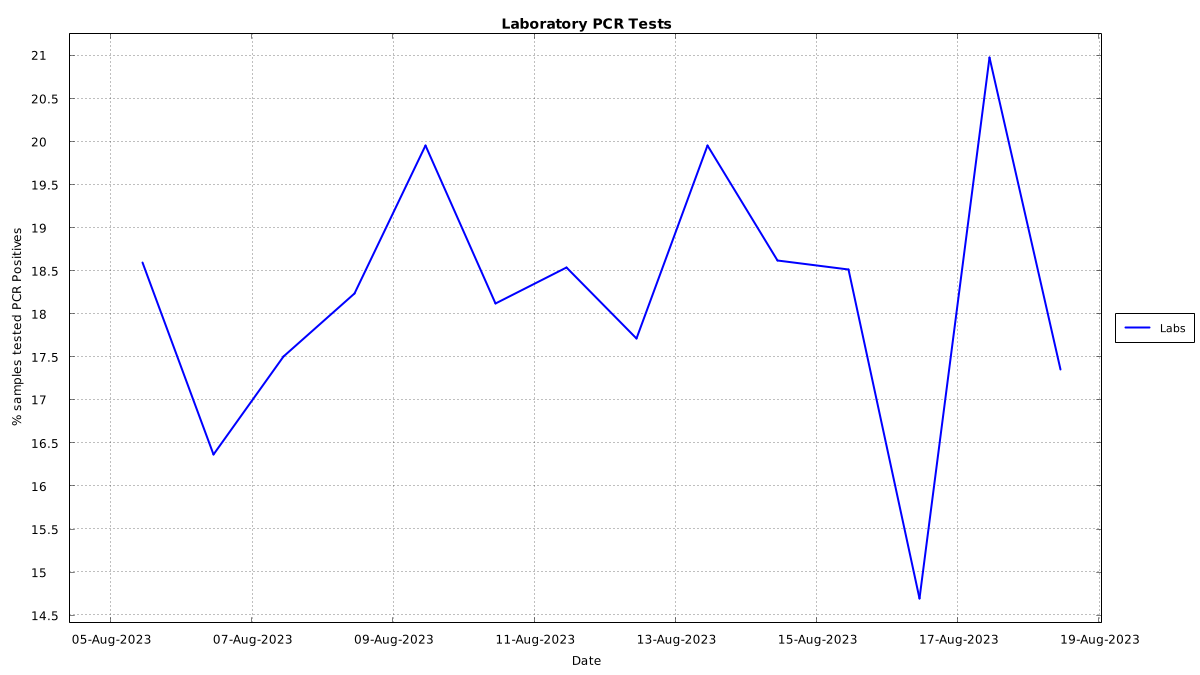 Laboratory PCR Tests
% samples tested PCR Positives
21
20.5
20
19.5
19
18.5
18
17.5
17
16.5
16
15.5
15
14.5
05-Aug-2023 07-Aug-2023 09-Aug-2023 11-Aug-2023 13-Aug-2023 15-Aug-2023 17-Aug-2023 19-Aug-2023
Date
Labs